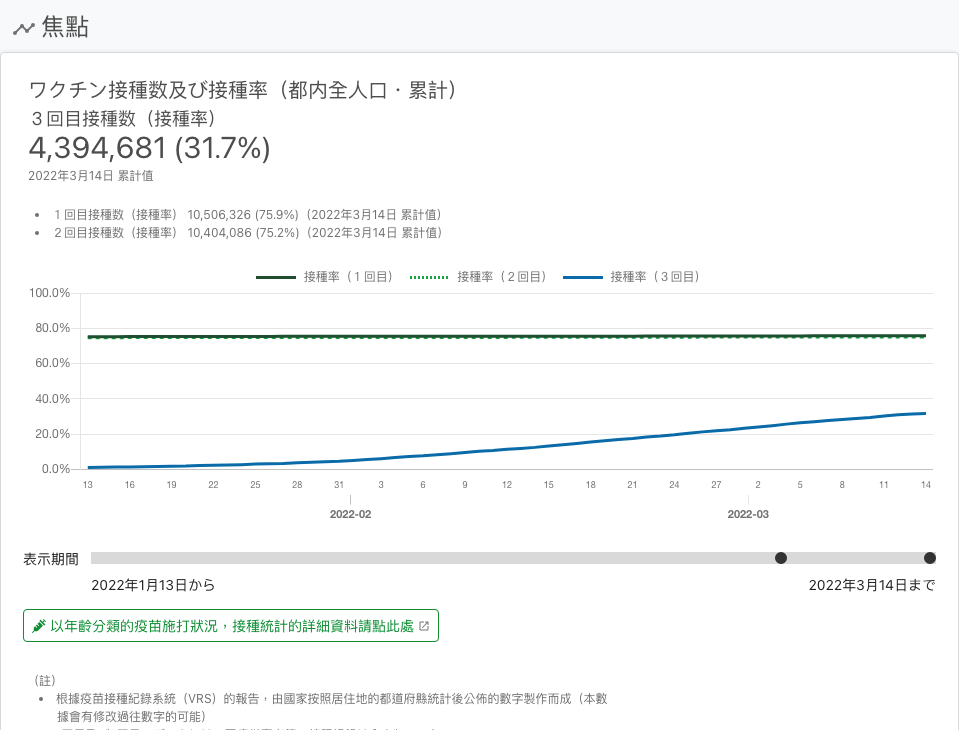 焦點
ワクチン接種数及び接種率（都内全人口・累計）
３回目接種数（接種率）
4,394,681 (31.7%)
2022年3月14日 累計値
• １回目接種数（接種率） 10,506,326 (75.9%)（2022年3月14日 累計値）
• ２回目接種数（接種率） 10,404,086 (75.2%)（2022年3月14日 累計値）
接種率（１回目） 接種率（２回目） 接種率（３回目）
100.0%
80.0%
60.0%
40.0%
20.0%
0.0%
13 16 19 22 25 28 31 3 6 9 12 15 18 21 24 27 2 5 8 11 14
2022-02 2022-03
表示期間
2022年1月13日から 2022年3月14日まで
以年齡分類的疫苗施打狀況，接種統計的詳細資料請點此處
（註）
• 根據疫苗接種紀錄系統（VRS）的報告，由國家按照居住地的都道府縣統計後公佈的數字製作而成（本數
據會有修改過往數字的可能）